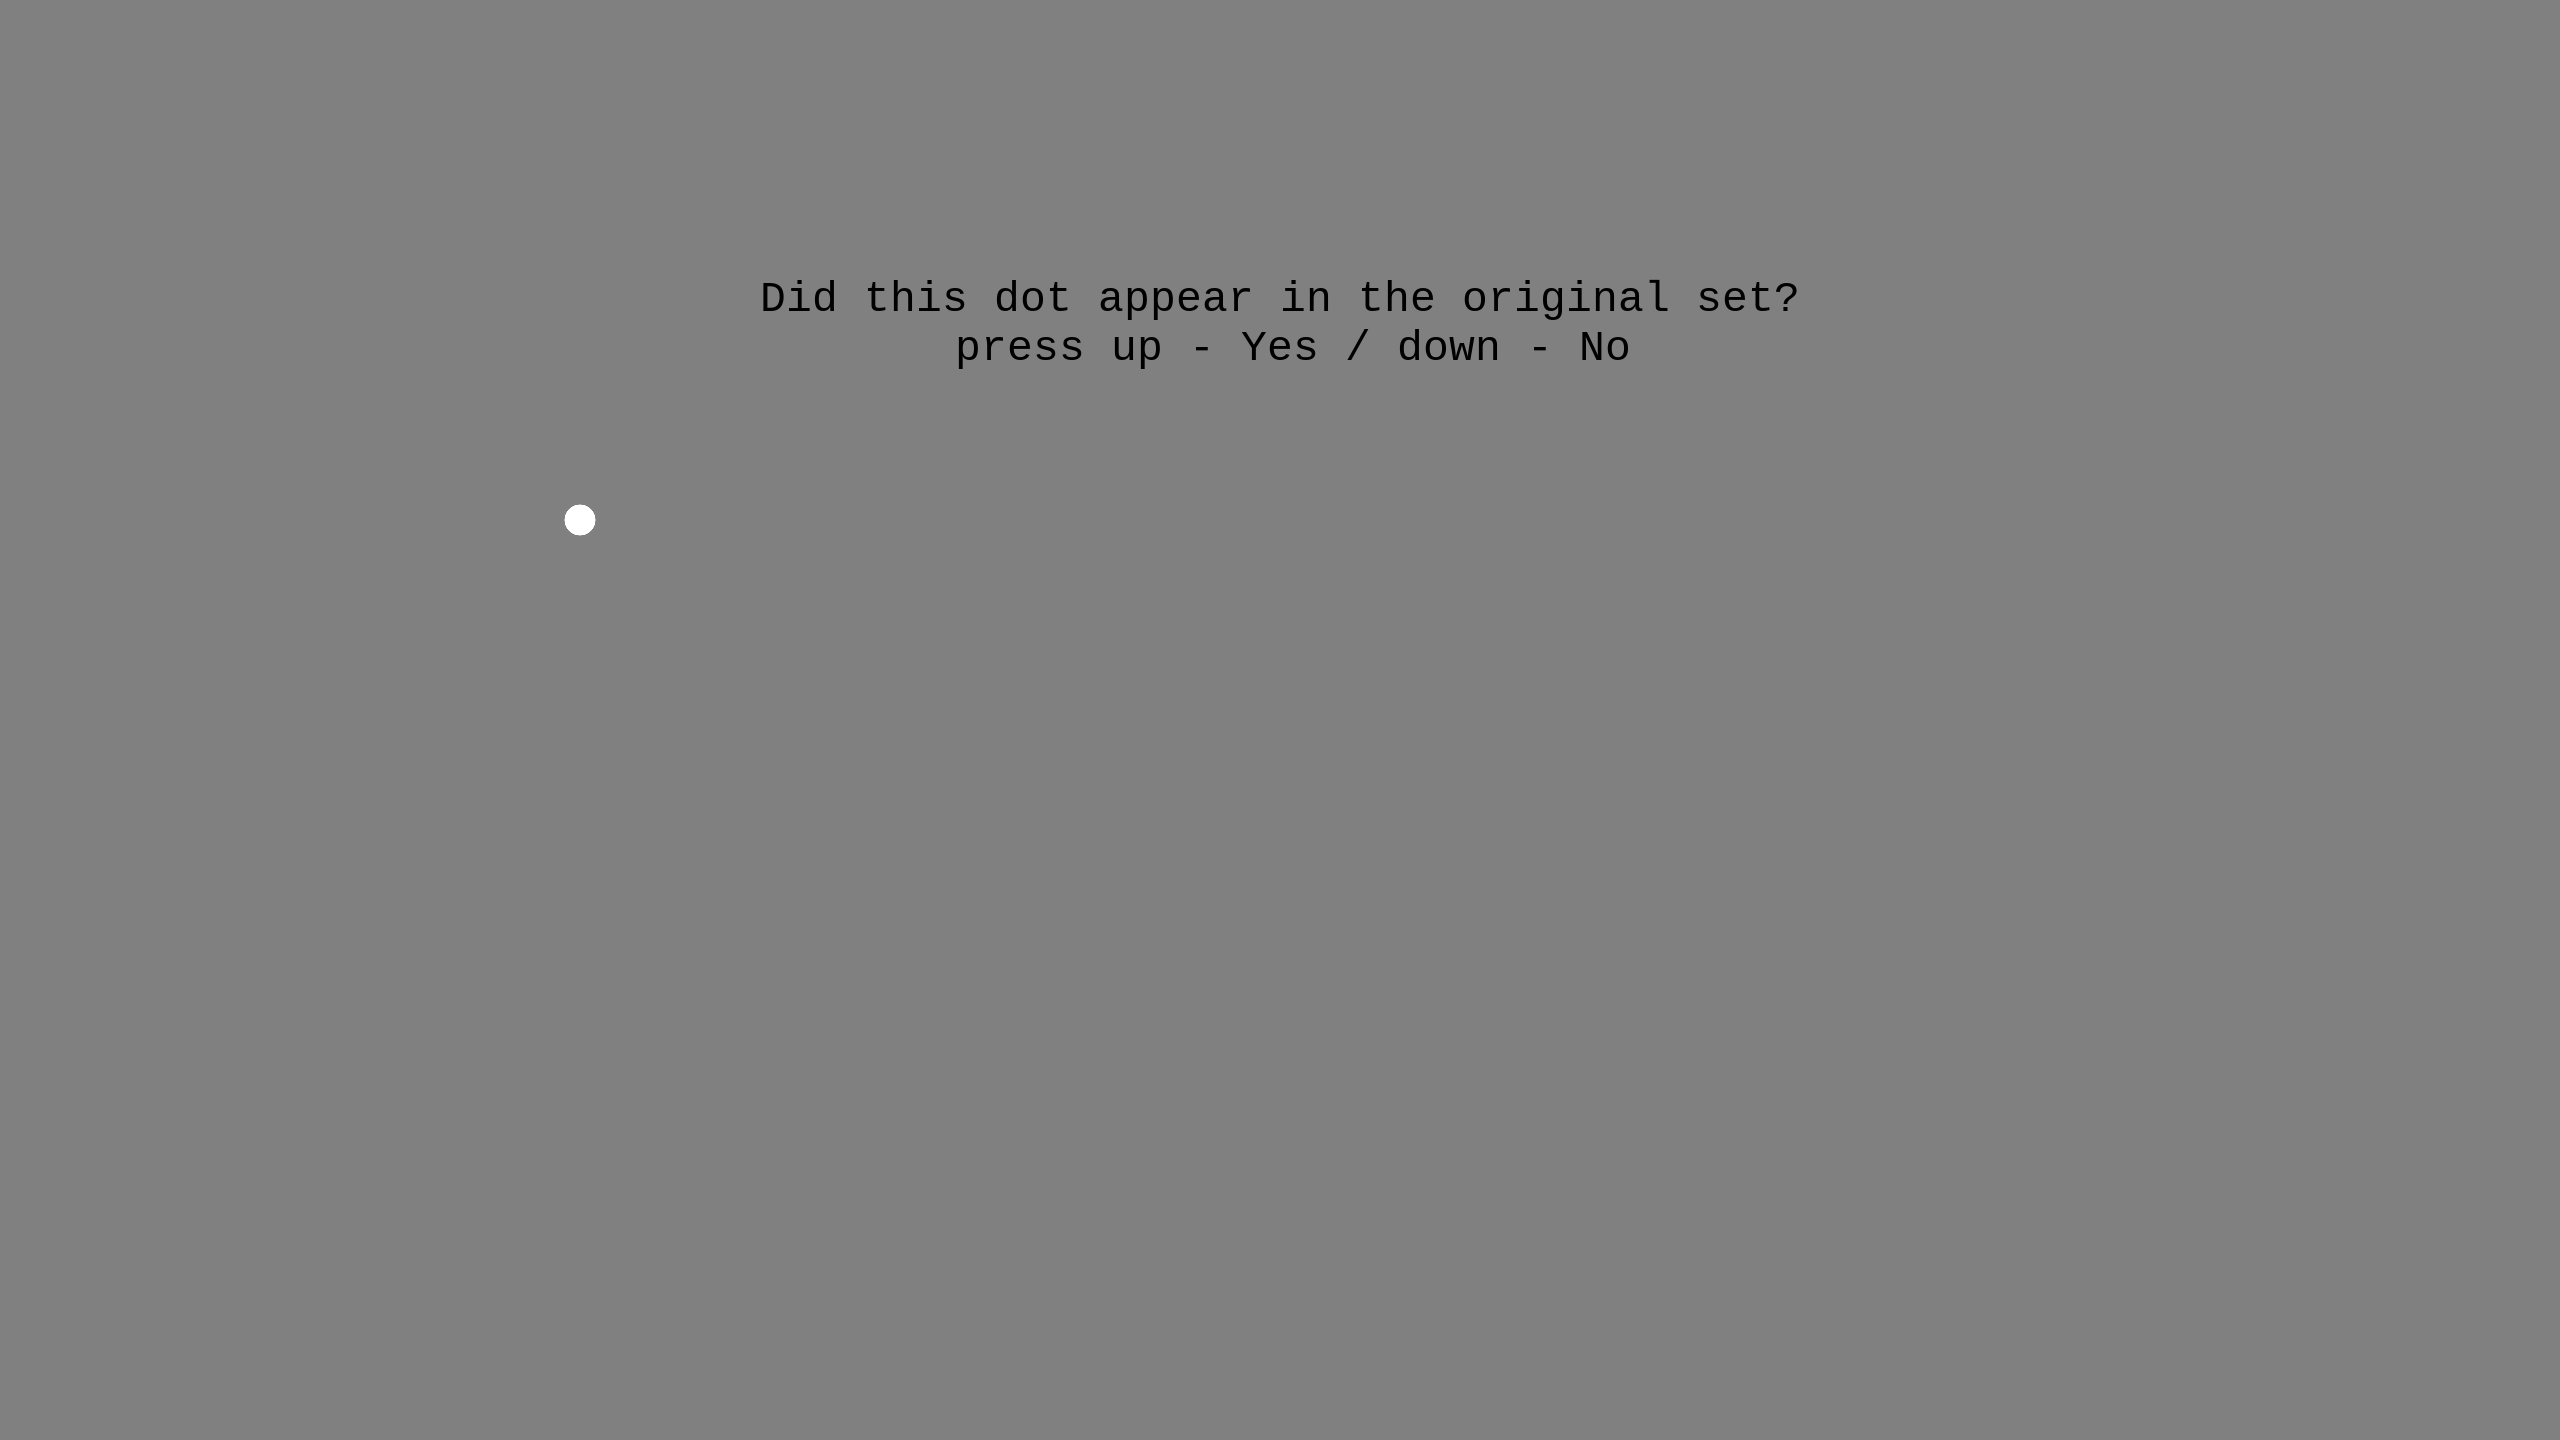 Did this dot appear in the original set?
press up - Yes / down - No